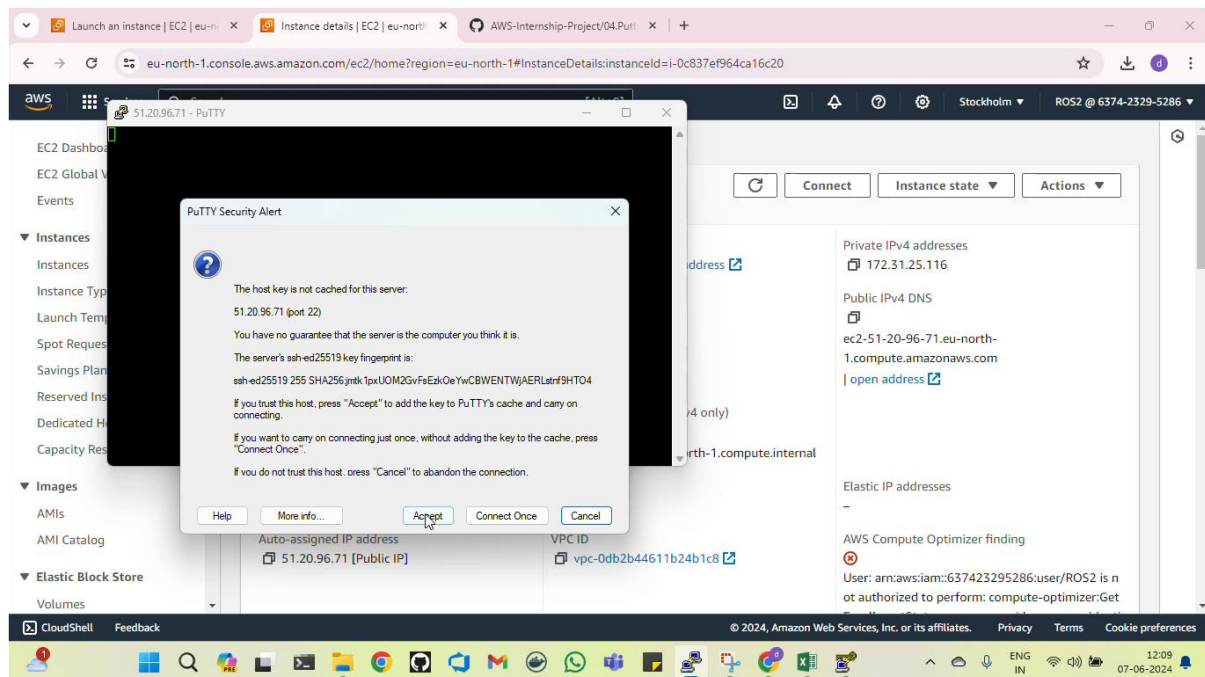 Launch an instance | EC2 | eu-n
Instance details | EC2 | eu-north
AWS-Internship-Project/04.Putt
eu-north-1.console.aws.amazon.com/ec2/home?region=eu-north-1#InstanceDetails:instanceId=i-0c837ef964ca16c20
d
aws
Stockholm ▼
ROS2 @ 6374-2329-5286 ▼
51.20.96.71 - PuTTY
EC2 Dashboa
EC2 Global V
Events
Instances
Instances
Instance Typ
Launch Temp
Spot Reques
Savings Plan
Reserved Ins
Dedicated H
Capacity Res
Images
AMIs
AMI Catalog
Elastic Block Store
Volumes
Connect
Instance state ▼
Actions ▼
PuTTY Security Alert
The host key is not cached for this server:
51.20.96.71 (port 22)
You have no guarantee that the server is the computer you think it is.
The server's ssh-ed25519 key fingerprint is:
ssh-ed25519 255
If you trust this host, press "Accept" to add the key to PuTTY's cache and carry on
connecting.
If you want to carry on connecting just once, without adding the key to the cache, press
"Connect Once".
If you do not trust this host, press "Cancel" to abandon the connection.
Help
More info...
Accept
Connect Once
Cancel
address
Private IPv4 addresses
172.31.25.116
Public IPv4 DNS
ec2-51-20-96-71.eu-north-
1.compute.amazonaws.com
| open address
v4 only)
rth-1.compute.internal
Elastic IP addresses
–
Auto-assigned IP address
51.20.96.71 [Public IP]
VPC ID
vpc-0db2b44611b24b1c8
AWS Compute Optimizer finding
User: arn:aws:iam::637423295286:user/ROS2 is n
ot authorized to perform: compute-optimizer:Get
CloudShell
Feedback
© 2024, Amazon Web Services, Inc. or its affiliates.
Privacy
Terms
Cookie preferences
1
PRE
ENG
IN
12:09
07-06-2024